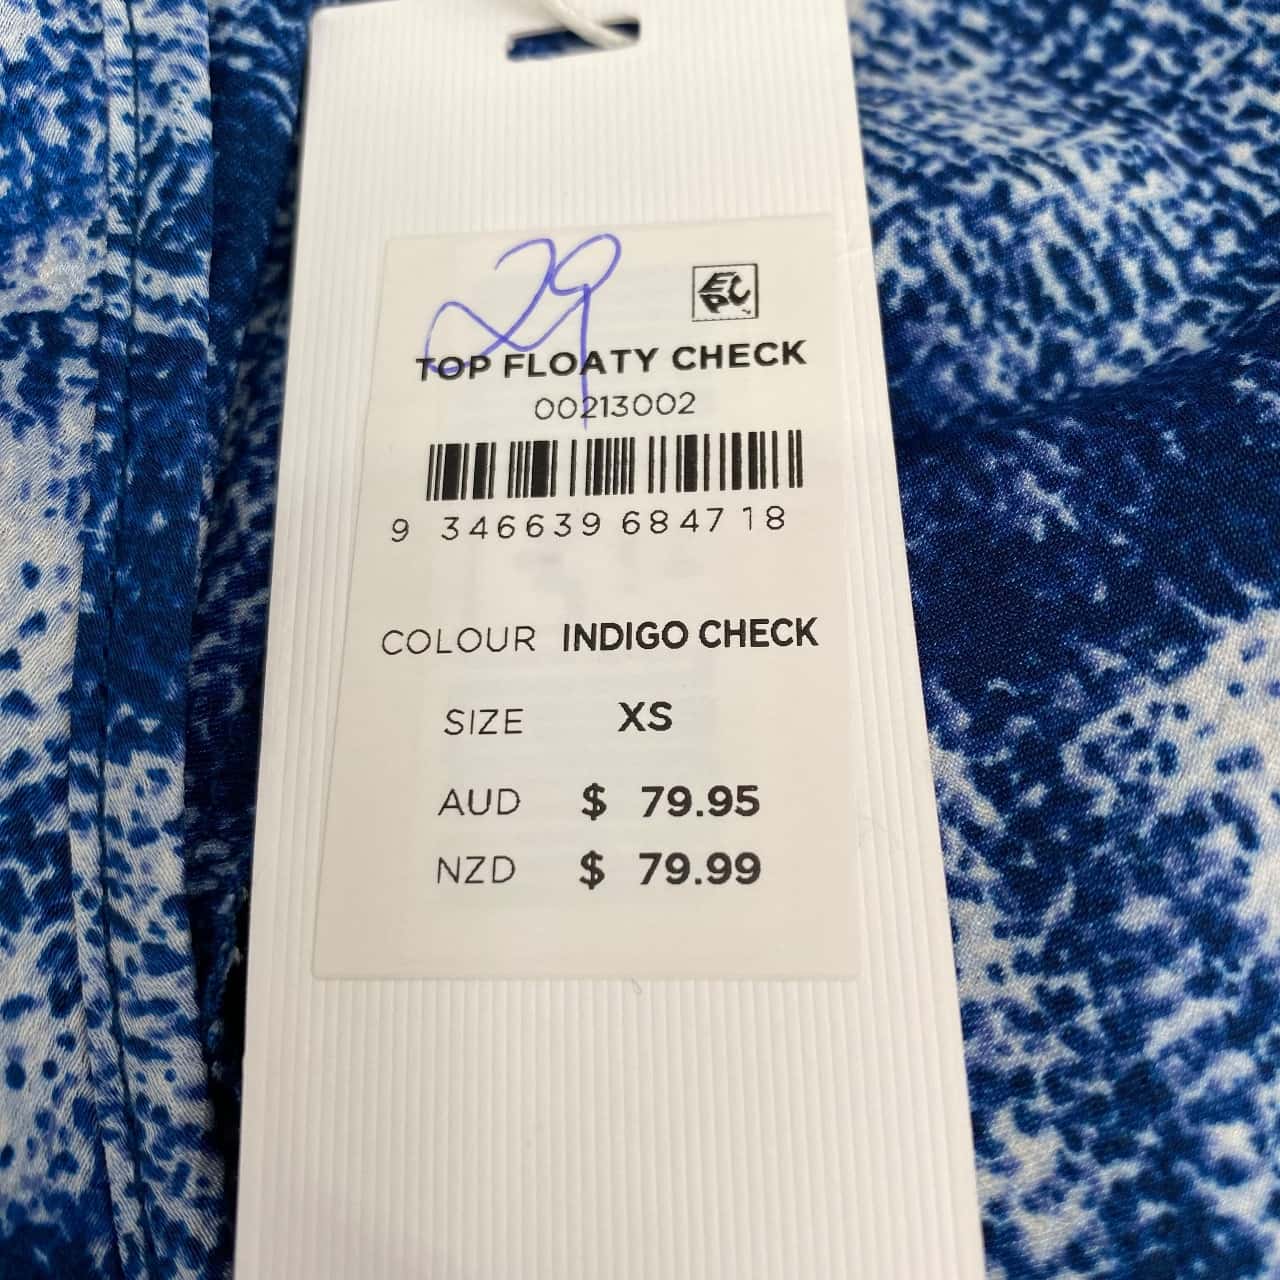 29
EPC
TOP FLOATY CHECK
00213002
9 346639 684718
COLOUR INDIGO CHECK
SIZE XS
AUD $ 79.95
NZD $ 79.99